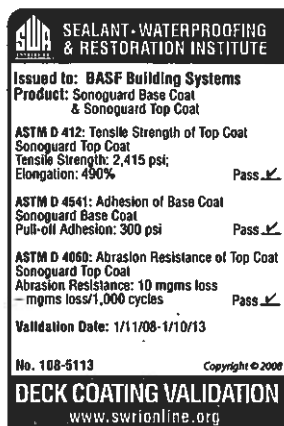 SWR
INSTITUTE
SEALANT • WATERPROOFING
& RESTORATION INSTITUTE
Issued to: BASF Building Systems
Product: Sonoguard Base Coat
& Sonoguard Top Coat
ASTM D 412: Tensile Strength of Top Coat
Sonoguard Top Coat
Tensile Strength: 2,415 psi;
Elongation: 490% Pass ✓
ASTM D 4541: Adhesion of Base Coat
Sonoguard Base Coat
Pull-off Adhesion: 300 psi Pass ✓
ASTM D 4060: Abrasion Resistance of Top Coat
Sonoguard Top Coat
Abrasion Resistance: 10 mgms loss
– mgms loss/1,000 cycles Pass ✓
Validation Date: 1/11/08-1/10/13
No. 108-5113 Copyright © 2008
DECK COATING VALIDATION
www.swrionline.org